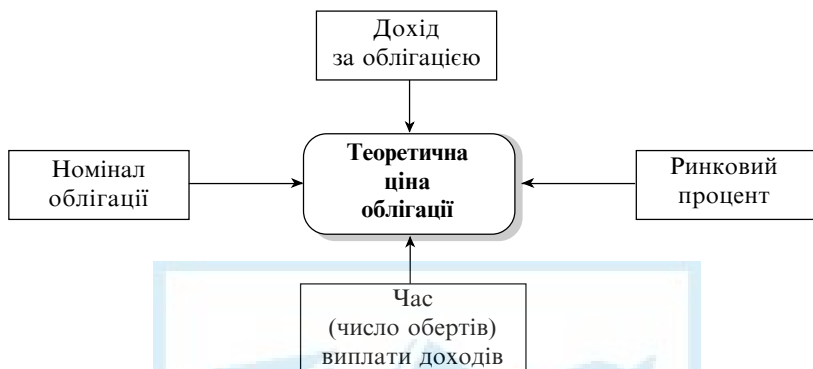 Дохід
за облігацією
Номінал
облігації
Теоретична
ціна
облігації
Ринковий
процент
Час
(число обертів)
виплати доходів